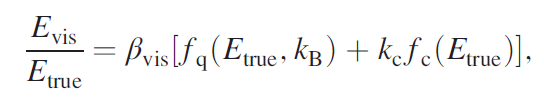 E_vis / E_true = β_vis[f_q(E_true, k_B) + k_c f_c(E_true)],